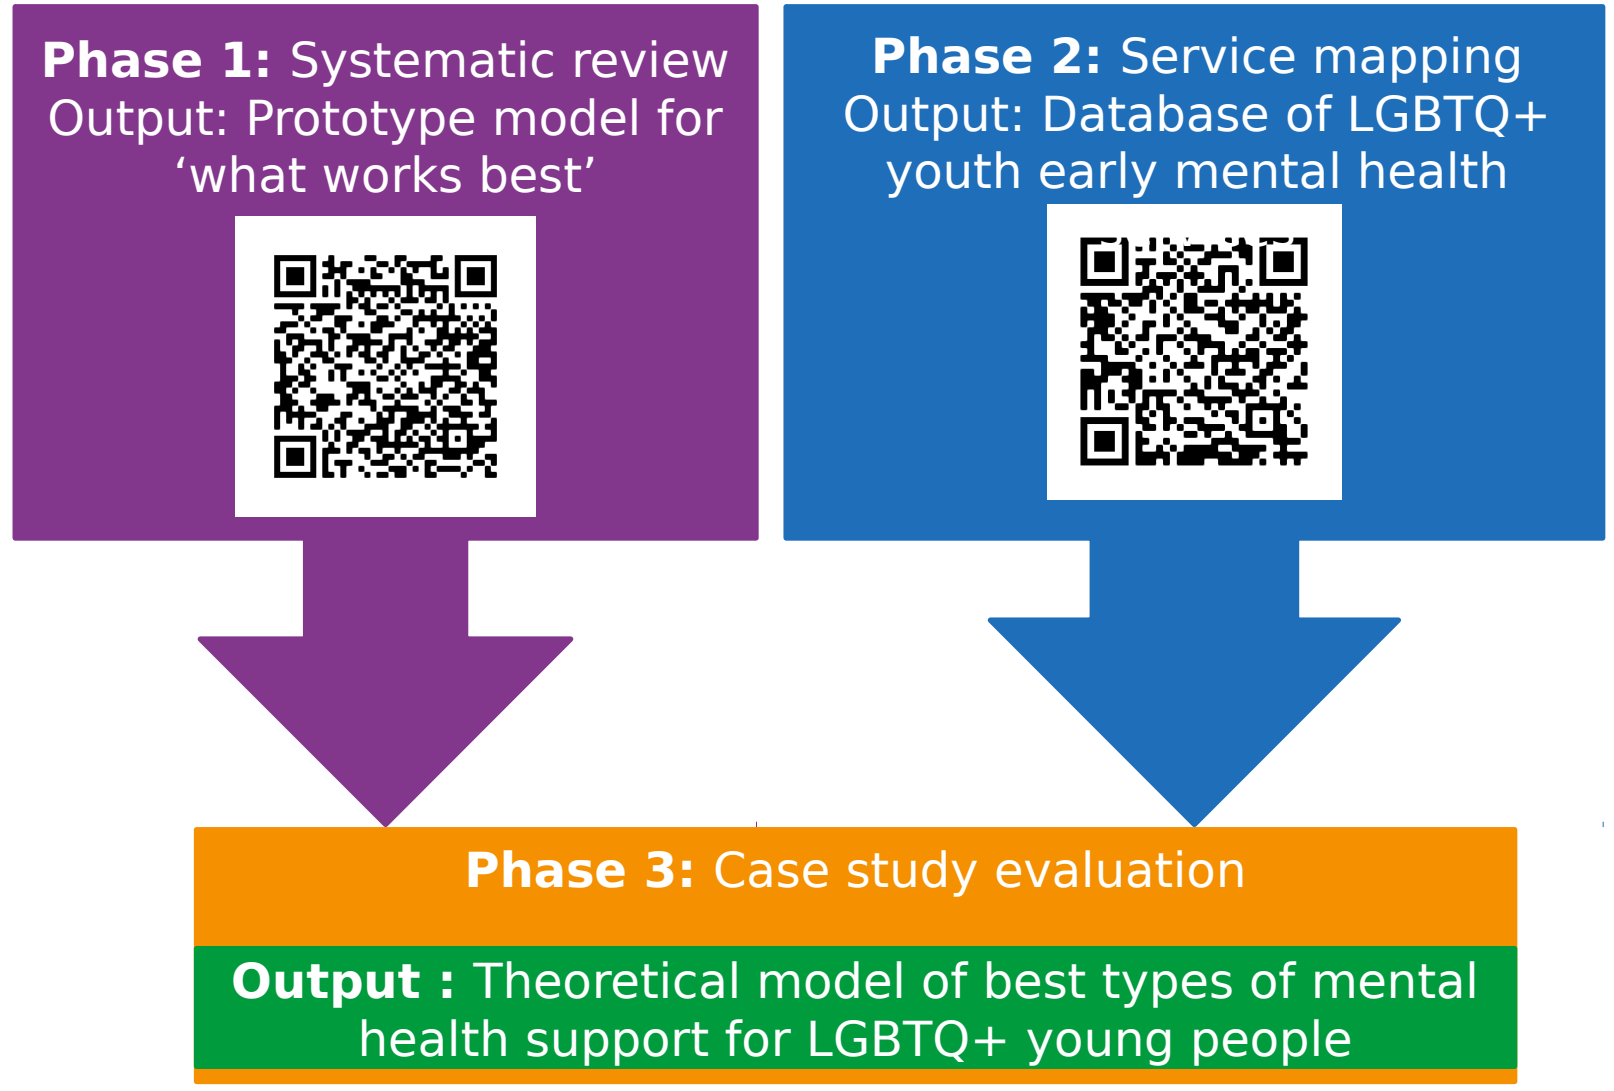 Phase 1: Systematic review
Output: Prototype model for
‘what works best’
Phase 2: Service mapping
Output: Database of LGBTQ+
youth early mental health
Phase 3: Case study evaluation
Output : Theoretical model of best types of mental
health support for LGBTQ+ young people